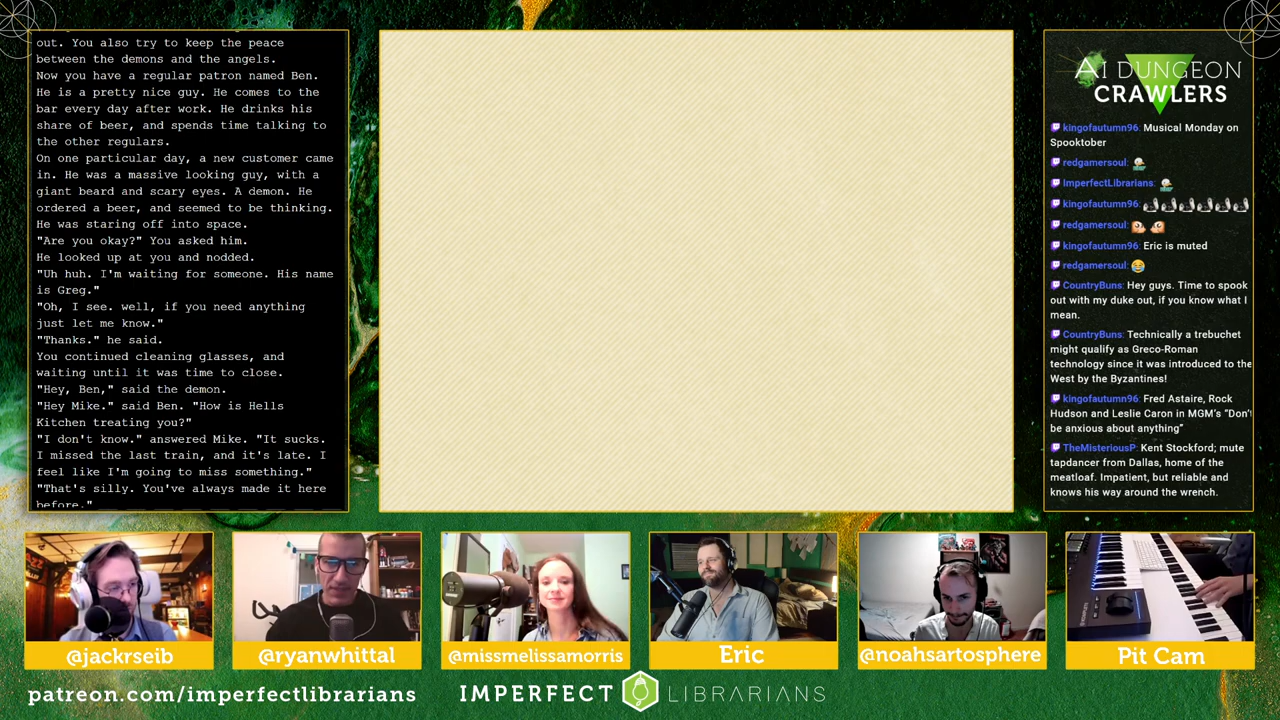 out. You also try to keep the peace
between the demons and the angels.
Now you have a regular patron named Ben.
He is a pretty nice guy. He comes to the
bar every day after work. He drinks his
share of beer, and spends time talking to
the other regulars.
On one particular day, a new customer came
in. He was a massive looking guy, with a
giant beard and scary eyes. A demon. He
ordered a beer, and seemed to be thinking.
He was staring off into space.
"Are you okay?" You asked him.
He looked up at you and nodded.
"Uh huh. I'm waiting for someone. His name
is Greg."
"Oh, I see. well, if you need anything
just let me know."
"Thanks." he said.
You continued cleaning glasses, and
waiting until it was time to close.
"Hey, Ben," said the demon.
"Hey Mike." said Ben. "How is Hells
Kitchen treating you?"
"I don't know." answered Mike. "It sucks.
I missed the last train, and it's late. I
feel like I'm going to miss something."
"That's silly. You've always made it here
before."
AI DUNGEON
CRAWLERS
kingofautumn96: Musical Monday on
Spooktober
redgamersoul:
ImperfectLibrarians:
kingofautumn96:
redgamersoul:
kingofautumn96: Eric is muted
redgamersoul:
CountryBuns: Hey guys. Time to spook
out with my duke out, if you know what I
mean.
CountryBuns: Technically a trebuchet
might qualify as Greco-Roman
technology since it was introduced to the
West by the Byzantines!
kingofautumn96: Fred Astaire, Rock
Hudson and Leslie Caron in MGM's "Don't
be anxious about anything"
TheMisteriousP: Kent Stockford; mute
tapdancer from Dallas, home of the
meatloaf. Impatient, but reliable and
knows his way around the wrench.
@jackrseib
@ryanwhittal
@missmelissamorris
Eric
@noahsartosphere
Pit Cam
patreon.com/imperfectlibrarians
IMPERFECT LIBRARIANS